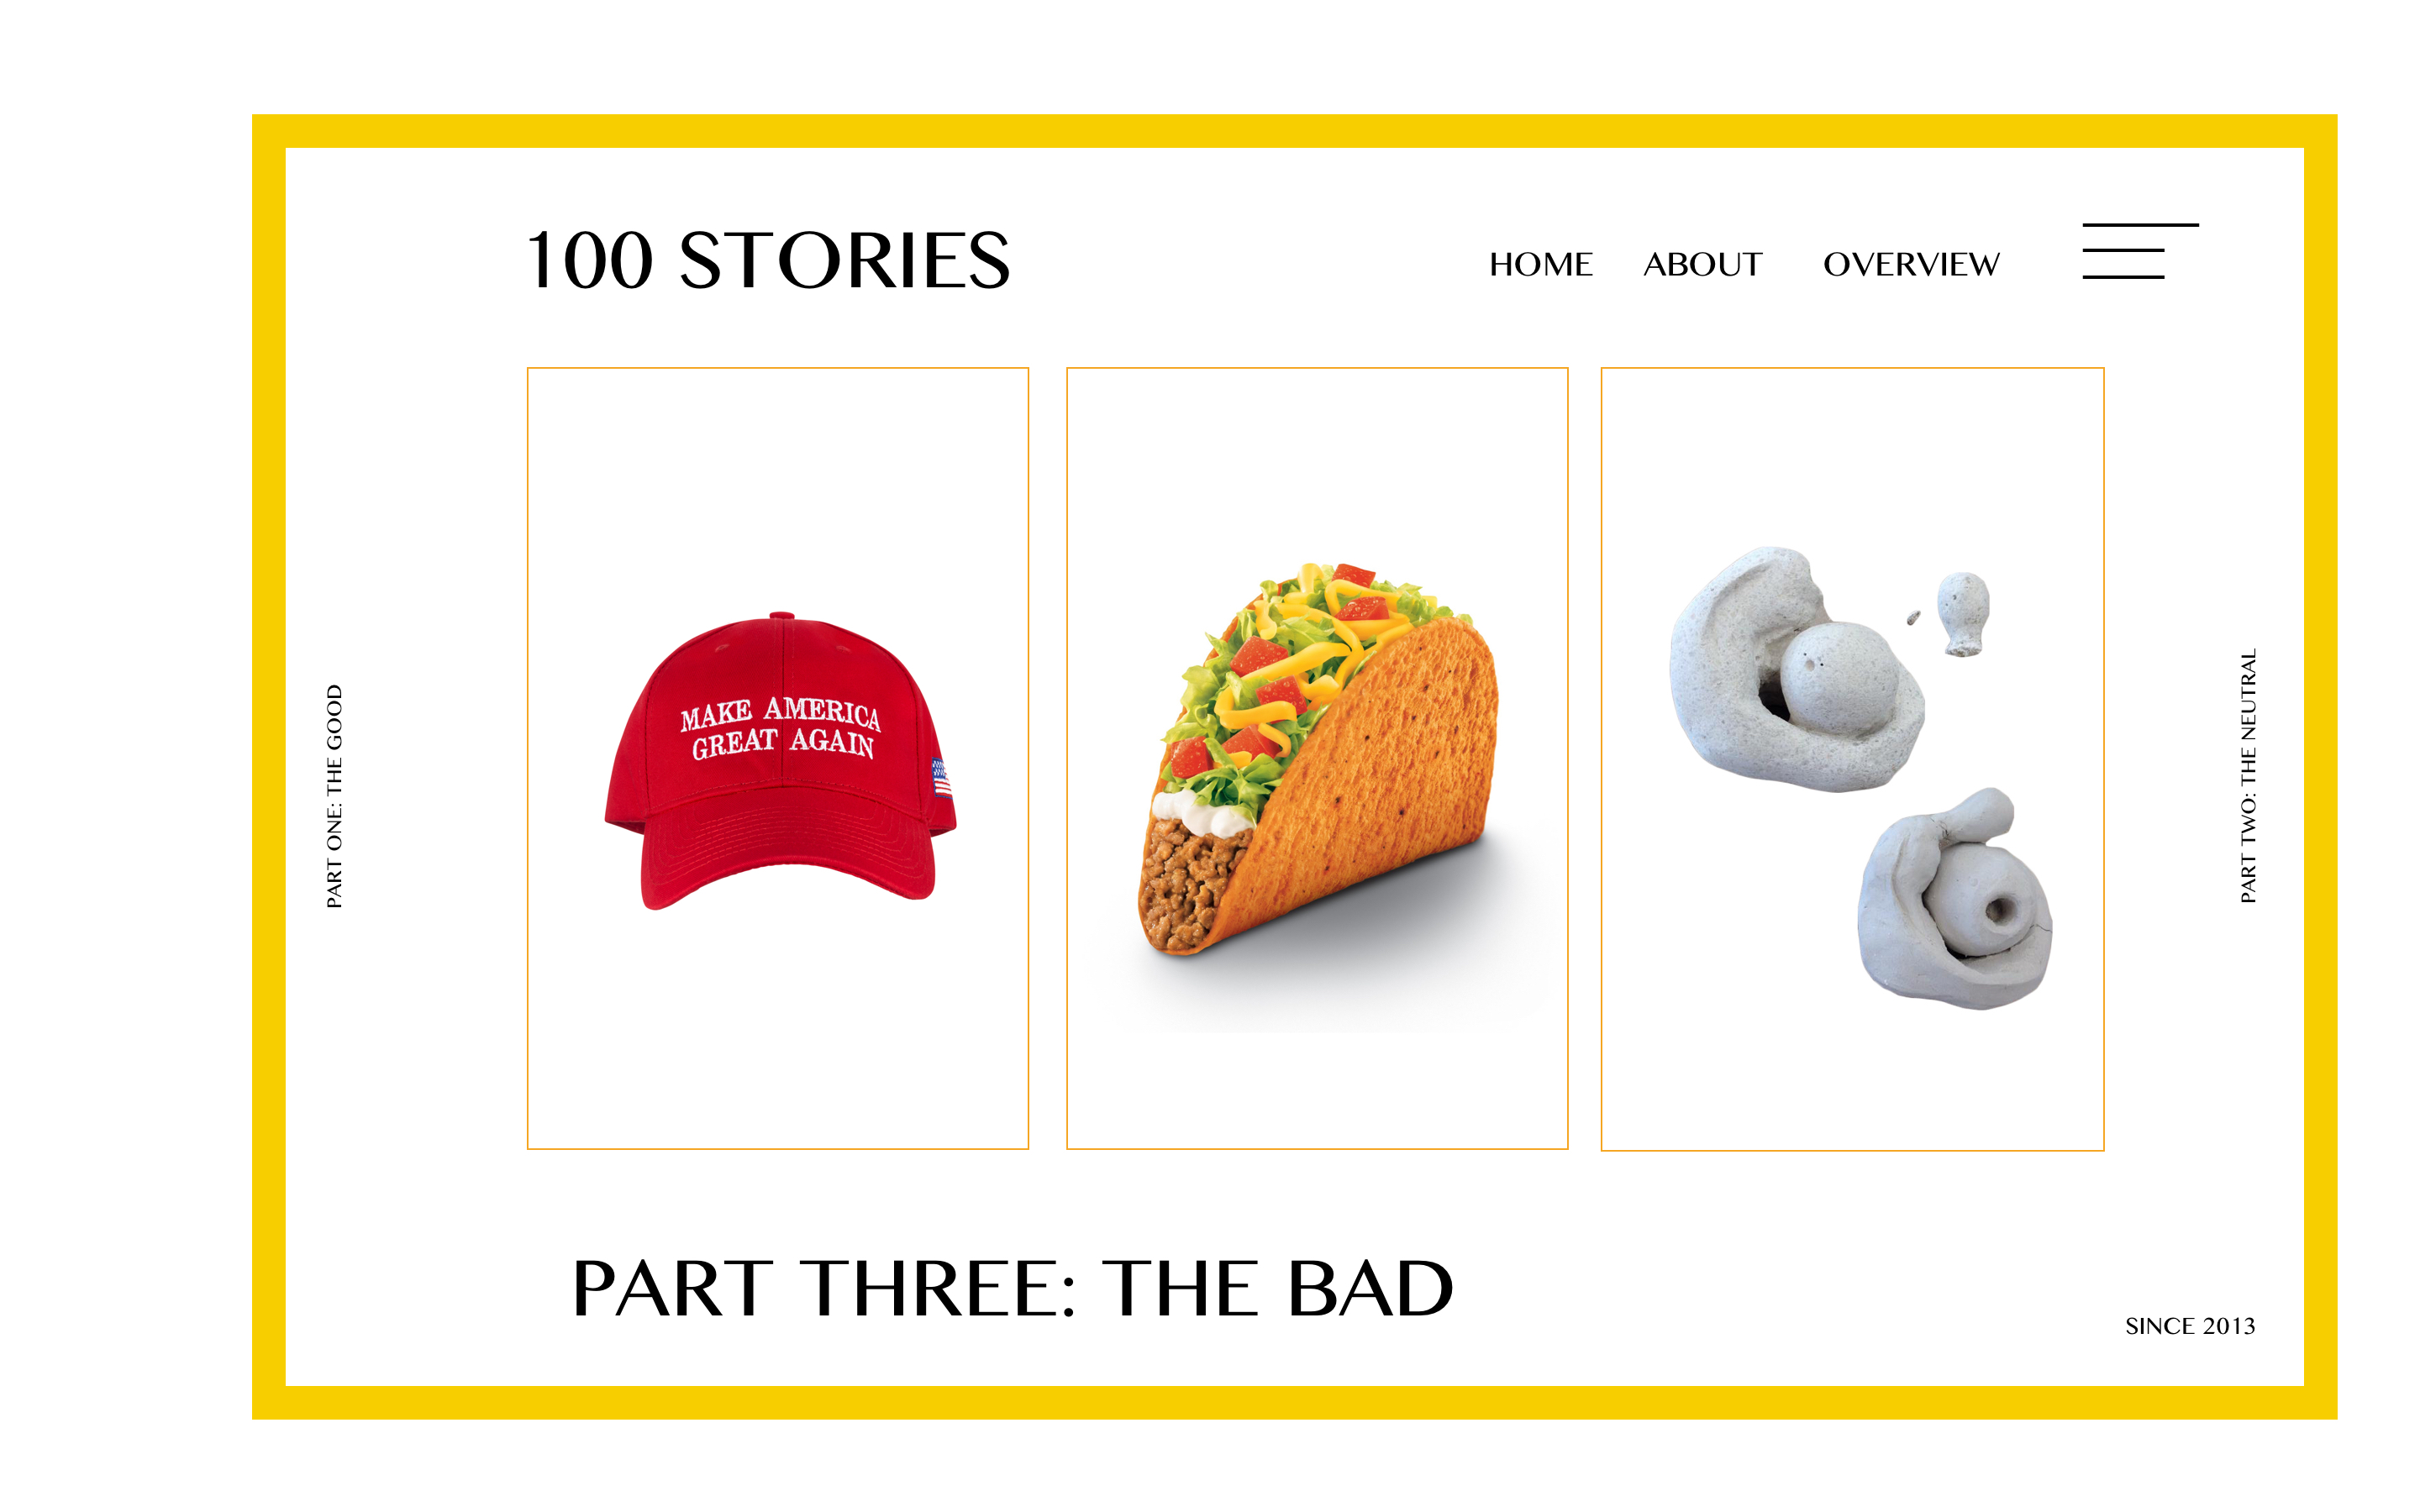 100 STORIES
HOME ABOUT OVERVIEW
PART ONE: THE GOOD
MAKE AMERICA
GREAT AGAIN
PART TWO: THE NEUTRAL
PART THREE: THE BAD
SINCE 2013